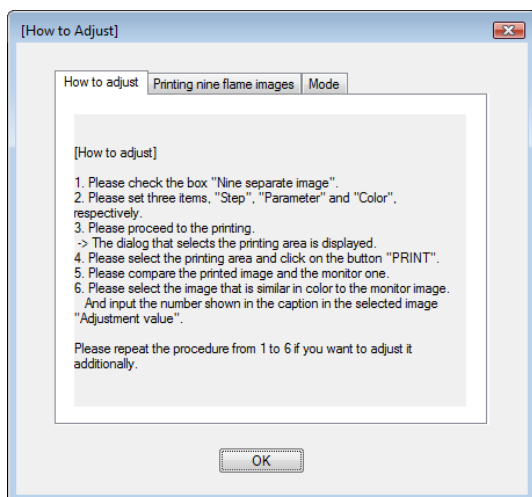 [How to Adjust]
How to adjust
Printing nine flame images
Mode
[How to adjust]
1. Please check the box "Nine separate image".
2. Please set three items, "Step", "Parameter" and "Color",
respectively.
3. Please proceed to the printing.
-> The dialog that selects the printing area is displayed.
4. Please select the printing area and click on the button "PRINT".
5. Please compare the printed image and the monitor one.
6. Please select the image that is similar in color to the monitor image.
And input the number shown in the caption in the selected image
"Adjustment value".
Please repeat the procedure from 1 to 6 if you want to adjust it
additionally.
OK